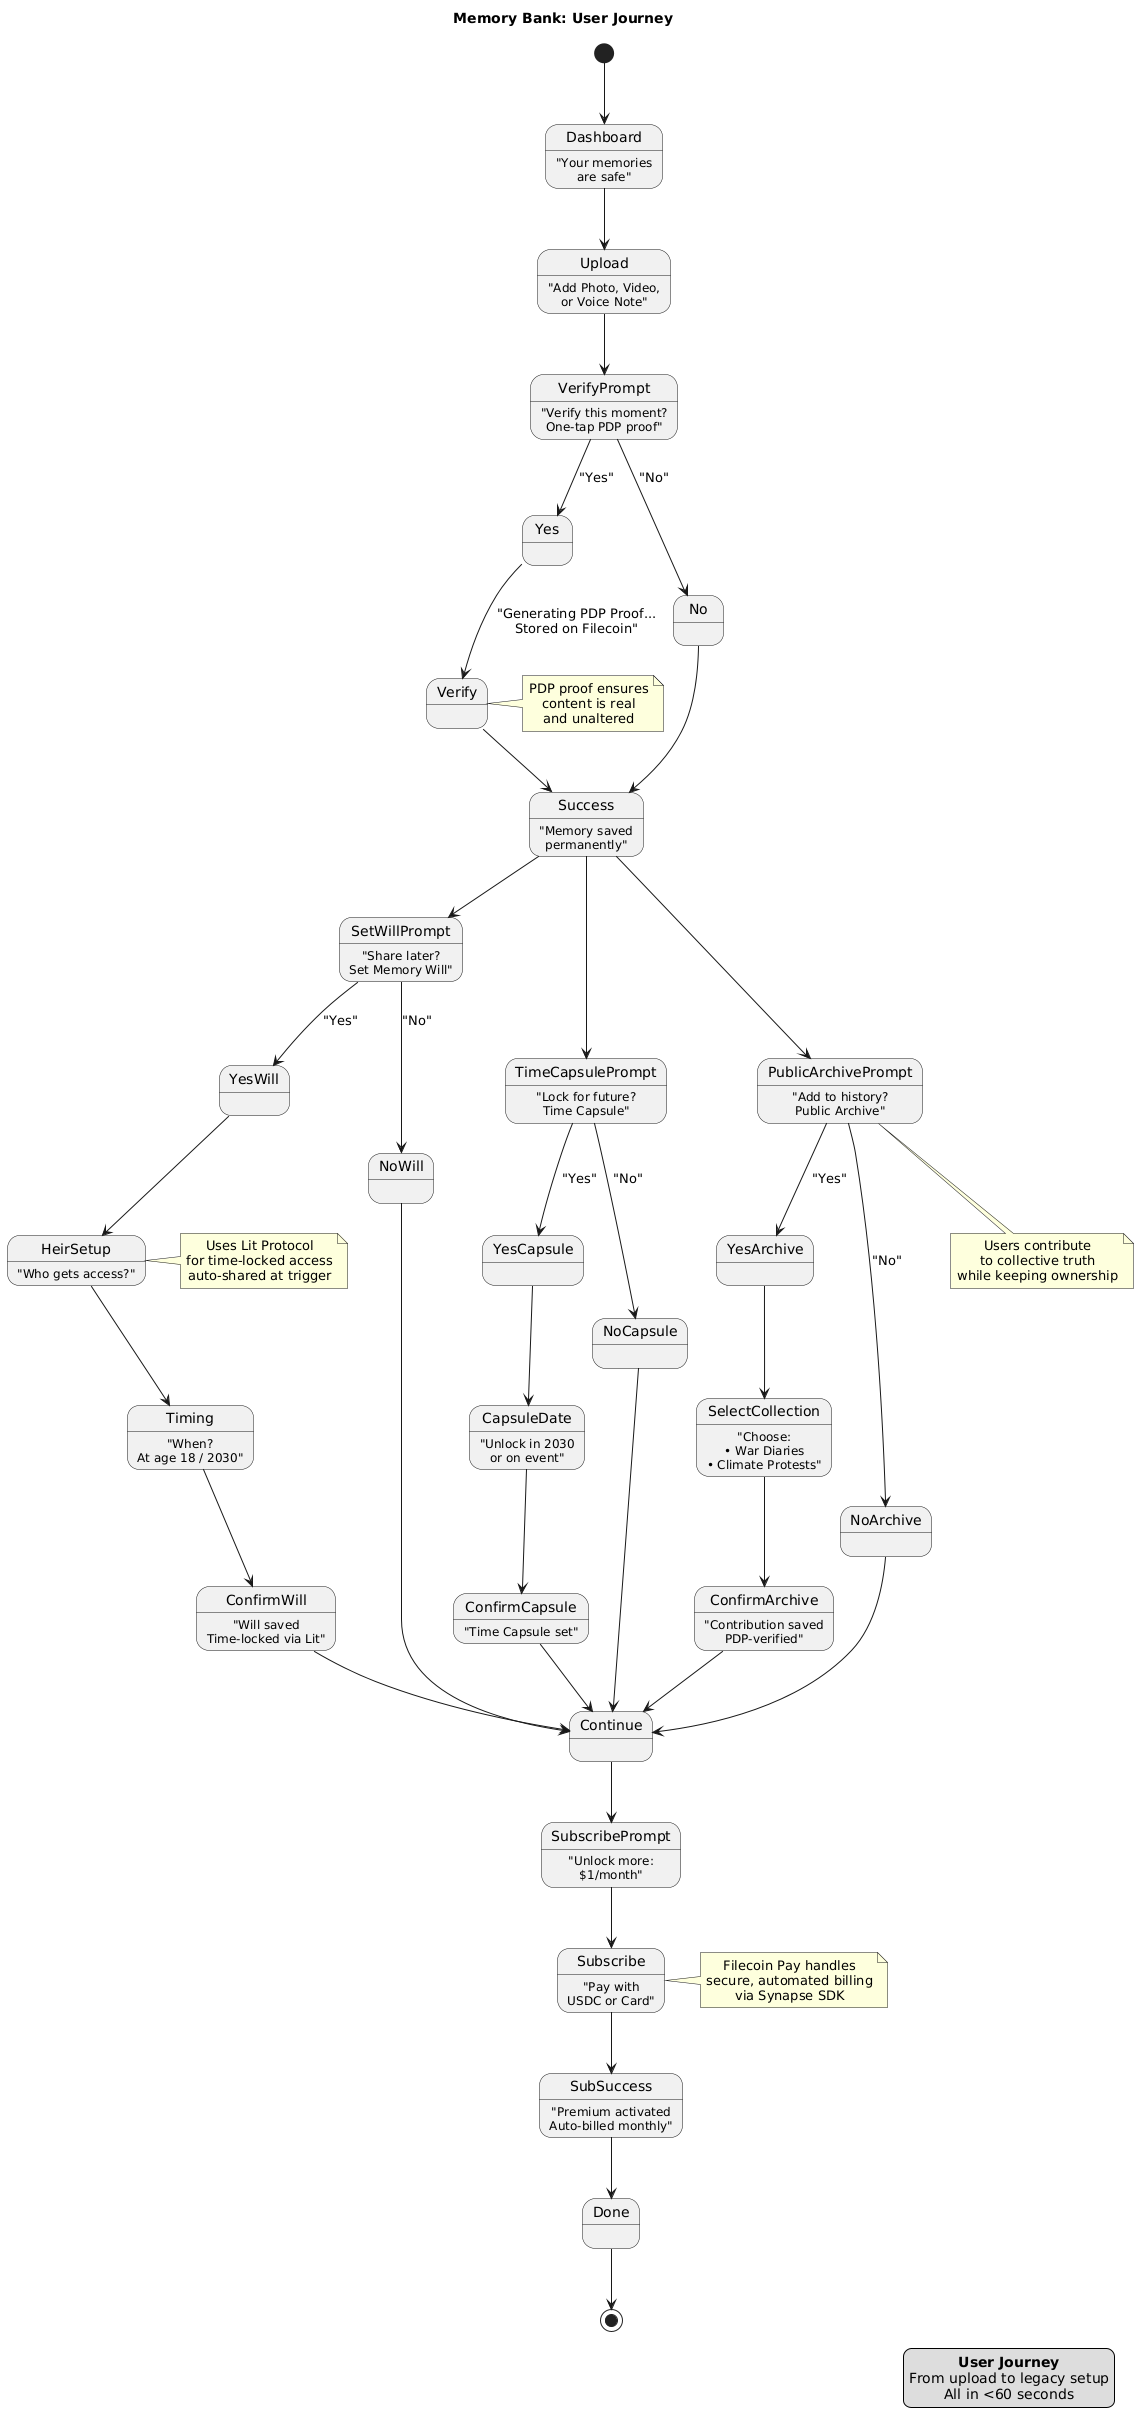 Memory Bank: User Journey
Dashboard
"Your memories
are safe"
Upload
"Add Photo, Video,
or Voice Note"
VerifyPrompt
"Verify this moment?
One-tap PDP proof"
"Yes"
"No"
Yes
No
"Generating PDP Proof...
Stored on Filecoin"
Verify
PDP proof ensures
content is real
and unaltered
Success
"Memory saved
permanently"
SetWillPrompt
"Share later?
Set Memory Will"
"Yes"
"No"
YesWill
TimeCapsulePrompt
"Lock for future?
Time Capsule"
PublicArchivePrompt
"Add to history?
Public Archive"
NoWill
"Yes"
"No"
"Yes"
HeirSetup
"Who gets access?"
Uses Lit Protocol
for time-locked access
auto-shared at trigger
YesCapsule
YesArchive
"No"
Users contribute
to collective truth
while keeping ownership
NoCapsule
Timing
"When?
At age 18 / 2030"
CapsuleDate
"Unlock in 2030
or on event"
SelectCollection
"Choose:
• War Diaries
• Climate Protests"
NoArchive
ConfirmWill
"Will saved
Time-locked via Lit"
ConfirmCapsule
"Time Capsule set"
ConfirmArchive
"Contribution saved
PDP-verified"
Continue
SubscribePrompt
"Unlock more:
$1/month"
Subscribe
"Pay with
USDC or Card"
Filecoin Pay handles
secure, automated billing
via Synapse SDK
SubSuccess
"Premium activated
Auto-billed monthly"
Done
User Journey
From upload to legacy setup
All in <60 seconds